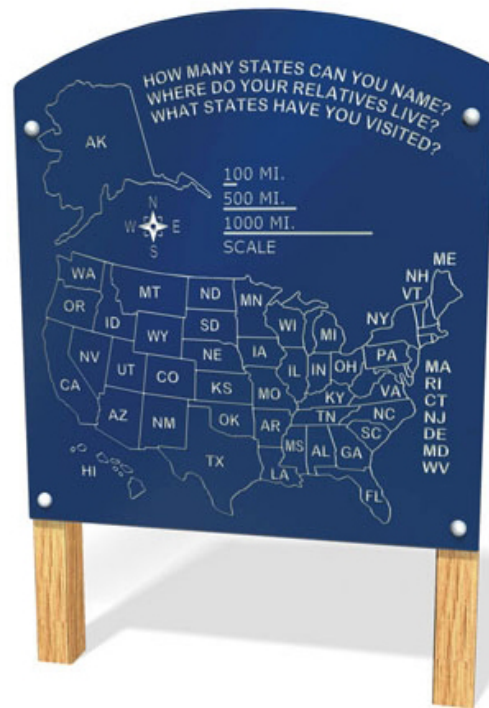 HOW MANY STATES CAN YOU NAME?
WHERE DO YOUR RELATIVES LIVE?
WHAT STATES HAVE YOU VISITED?
AK
100 MI.
500 MI.
1000 MI.
SCALE
N
W E
S
ME
NH
VT
WA
MT
ND
MN
OR
ID
SD
WI
MI
NY
WY
NE
IA
PA
NV
UT
CO
IL
IN
OH
CA
KS
MO
KY
VA
AZ
NM
OK
AR
TN
NC
SC
MS
AL
GA
TX
LA
FL
HI
MA
RI
CT
NJ
DE
MD
WV